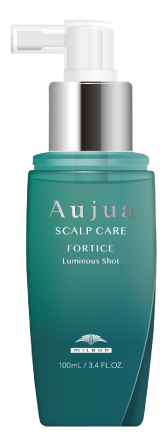 Aujua
SCALP CARE
FORTICE
Luminous Shot
MILBON
100mL / 3.4 FL.OZ.